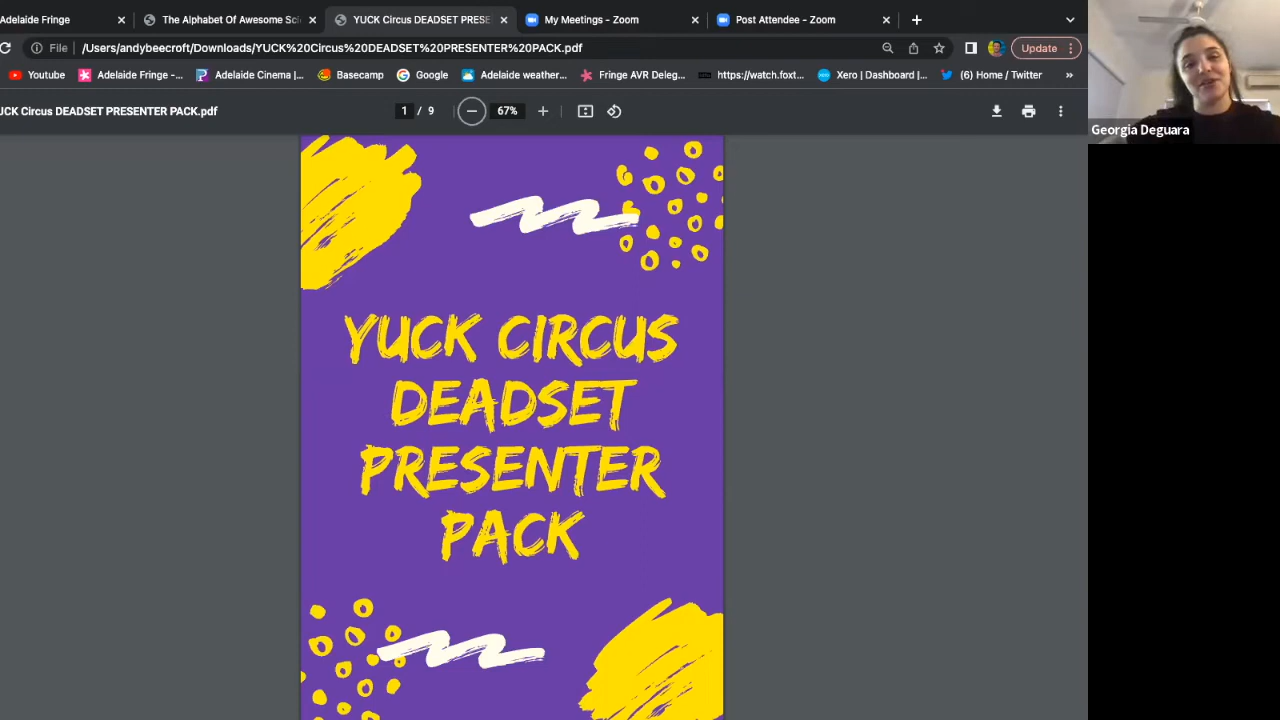 Adelaide Fringe
The Alphabet Of Awesome Sci
YUCK Circus DEADSET PRESE
My Meetings - Zoom
Post Attendee - Zoom
File
/Users/andybeecroft/Downloads/YUCK%20Circus%20DEADSET%20PRESENTER%20PACK.pdf
Update
Youtube
Adelaide Fringe -...
Adelaide Cinema |...
Basecamp
Google
Adelaide weather...
Fringe AVR Deleg...
https://watch.foxt...
Xero | Dashboard |...
(6) Home / Twitter
»
UCK Circus DEADSET PRESENTER PACK.pdf
1 / 9
67%
Georgia Deguara
YUCK CIRCUS
DEADSET
PRESENTER
PACK